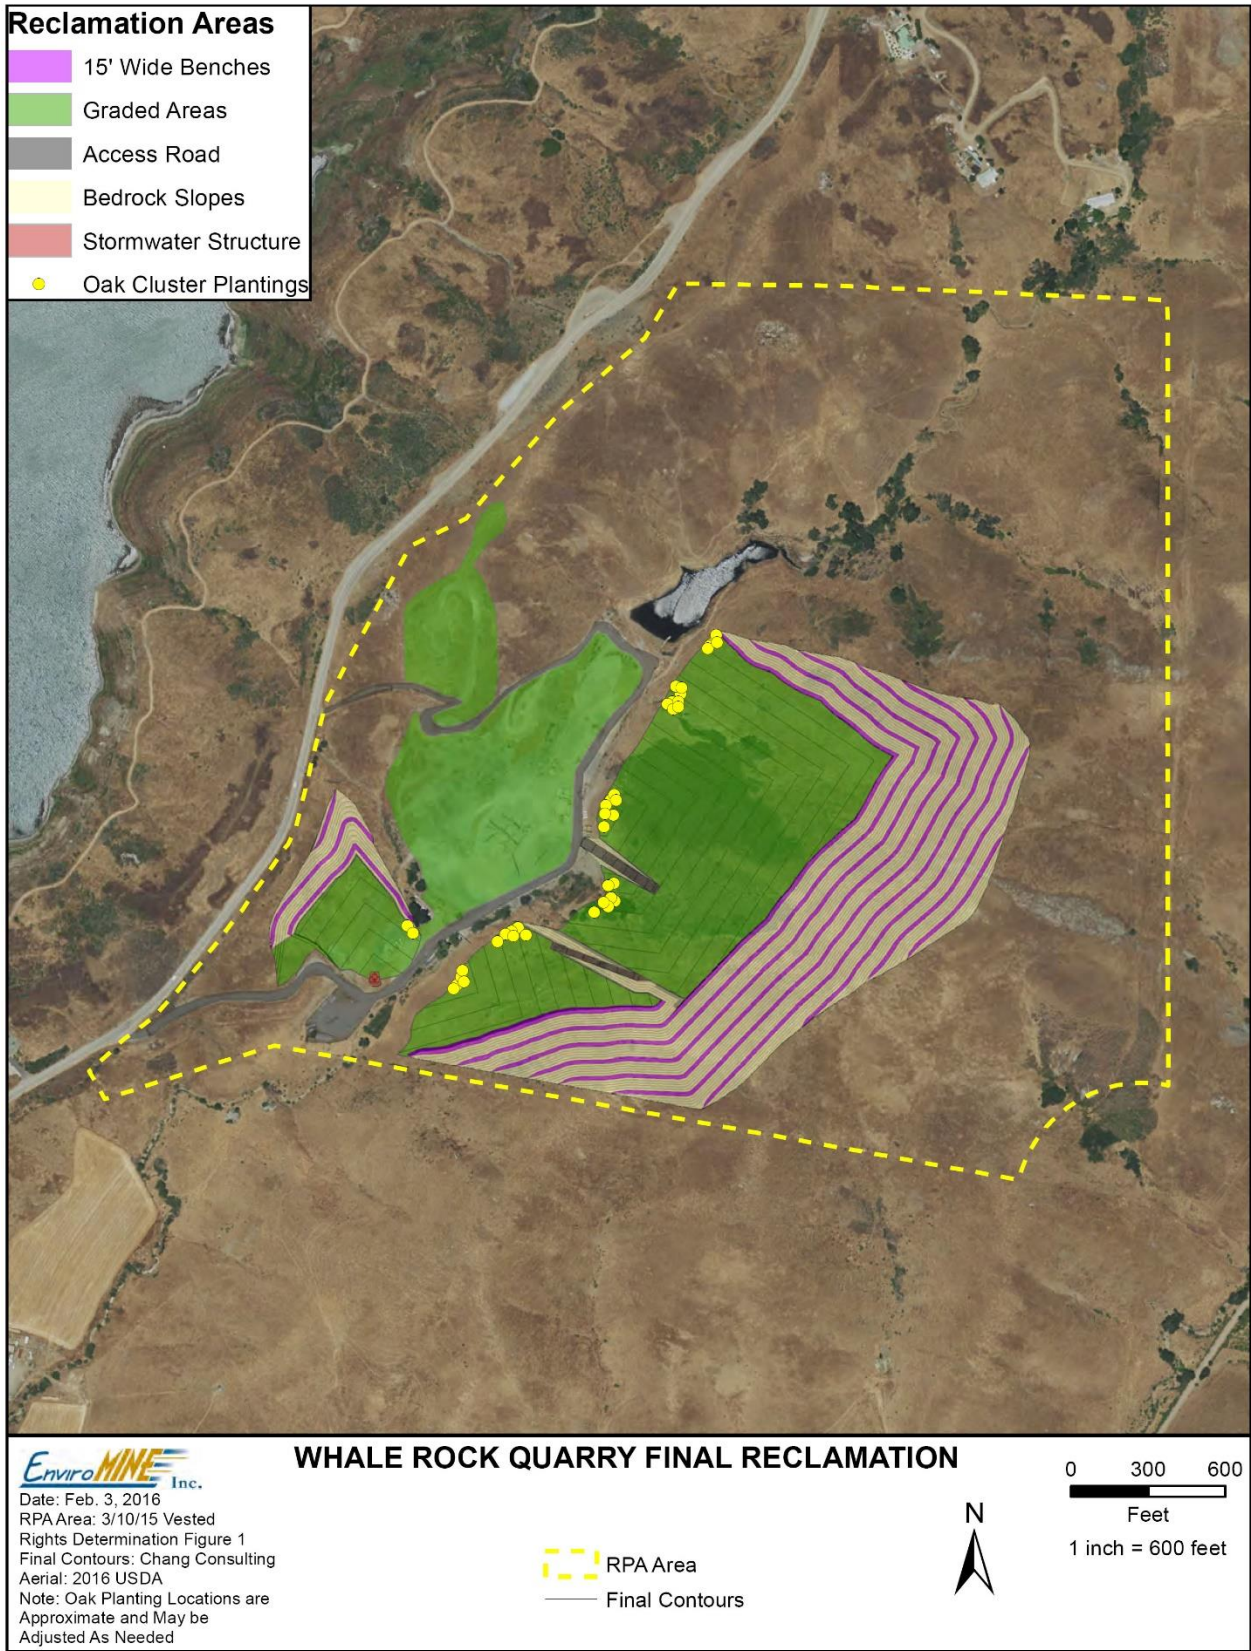 Reclamation Areas
15' Wide Benches
Graded Areas
Access Road
Bedrock Slopes
Stormwater Structure
Oak Cluster Plantings
EnviroMINE Inc.
Date: Feb. 3, 2016
RPA Area: 3/10/15 Vested
Rights Determination Figure 1
Final Contours: Chang Consulting
Aerial: 2016 USDA
Note: Oak Planting Locations are
Approximate and May be
Adjusted As Needed
WHALE ROCK QUARRY FINAL RECLAMATION
RPA Area
Final Contours
N
0 300 600
Feet
1 inch = 600 feet